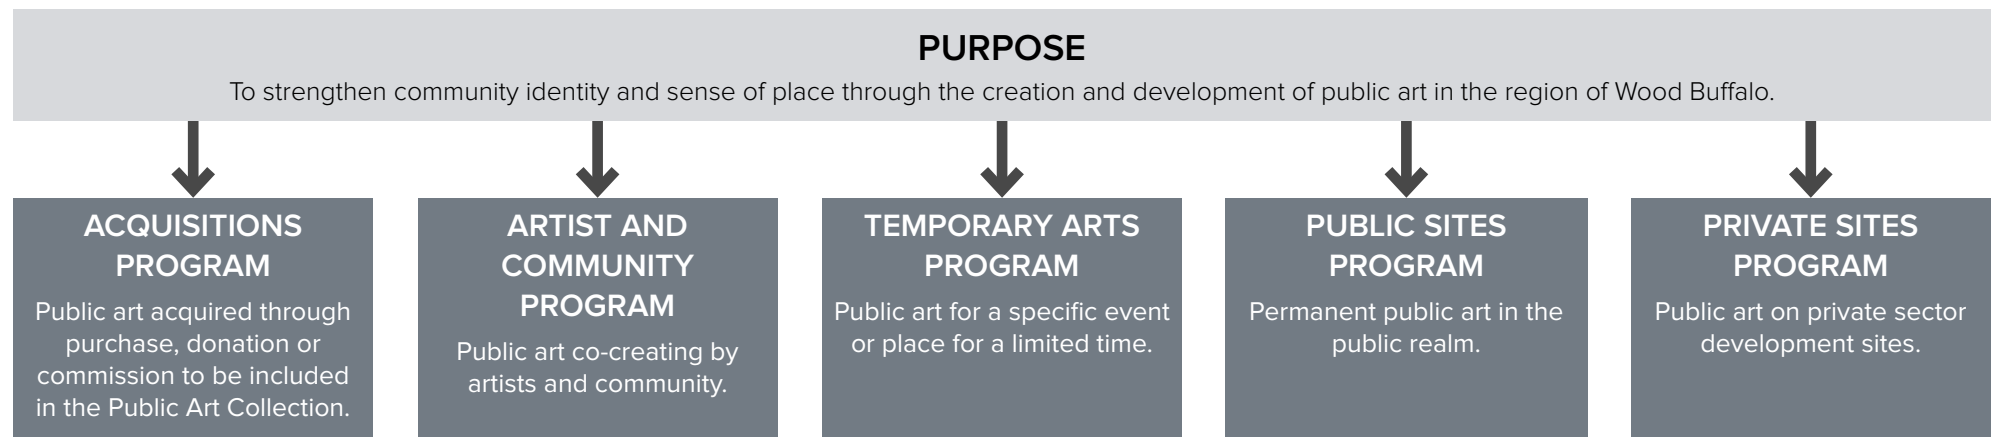 PURPOSE
To strengthen community identity and sense of place through the creation and development of public art in the region of Wood Buffalo.
ACQUISITIONS
PROGRAM
Public art acquired through
purchase, donation or
commission to be included
in the Public Art Collection.
ARTIST AND
COMMUNITY
PROGRAM
Public art co-creating by
artists and community.
TEMPORARY ARTS
PROGRAM
Public art for a specific event
or place for a limited time.
PUBLIC SITES
PROGRAM
Permanent public art in the
public realm.
PRIVATE SITES
PROGRAM
Public art on private sector
development sites.